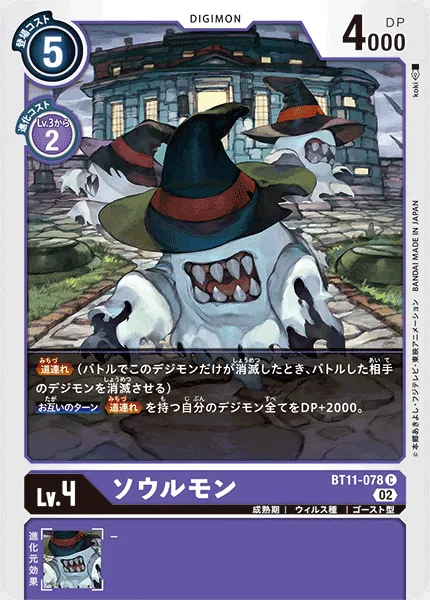 登場コスト
5
DIGIMON
DP
4000
進化コスト
Lv.3から
2
koki
©本郷あきよし・フジテレビ・東映アニメーション BANDAI MADE IN JAPAN
道連れ(バトルでこのデジモンだけが消滅したとき、バトルした相手
のデジモンを消滅させる)
お互いのターン 道連れ を持つ自分のデジモン全てをDP+2000。
BT11-078 C
Lv.4
ソウルモン
02
成熟期 | ウィルス種 | ゴースト型
進化元効果
-